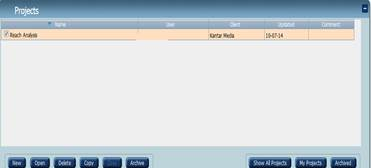 Projects
Name User Client Updated Comment
Reach Analysis Kantar Media 10-07-14
New Open Delete Copy Archive Show All Projects My Projects Archived